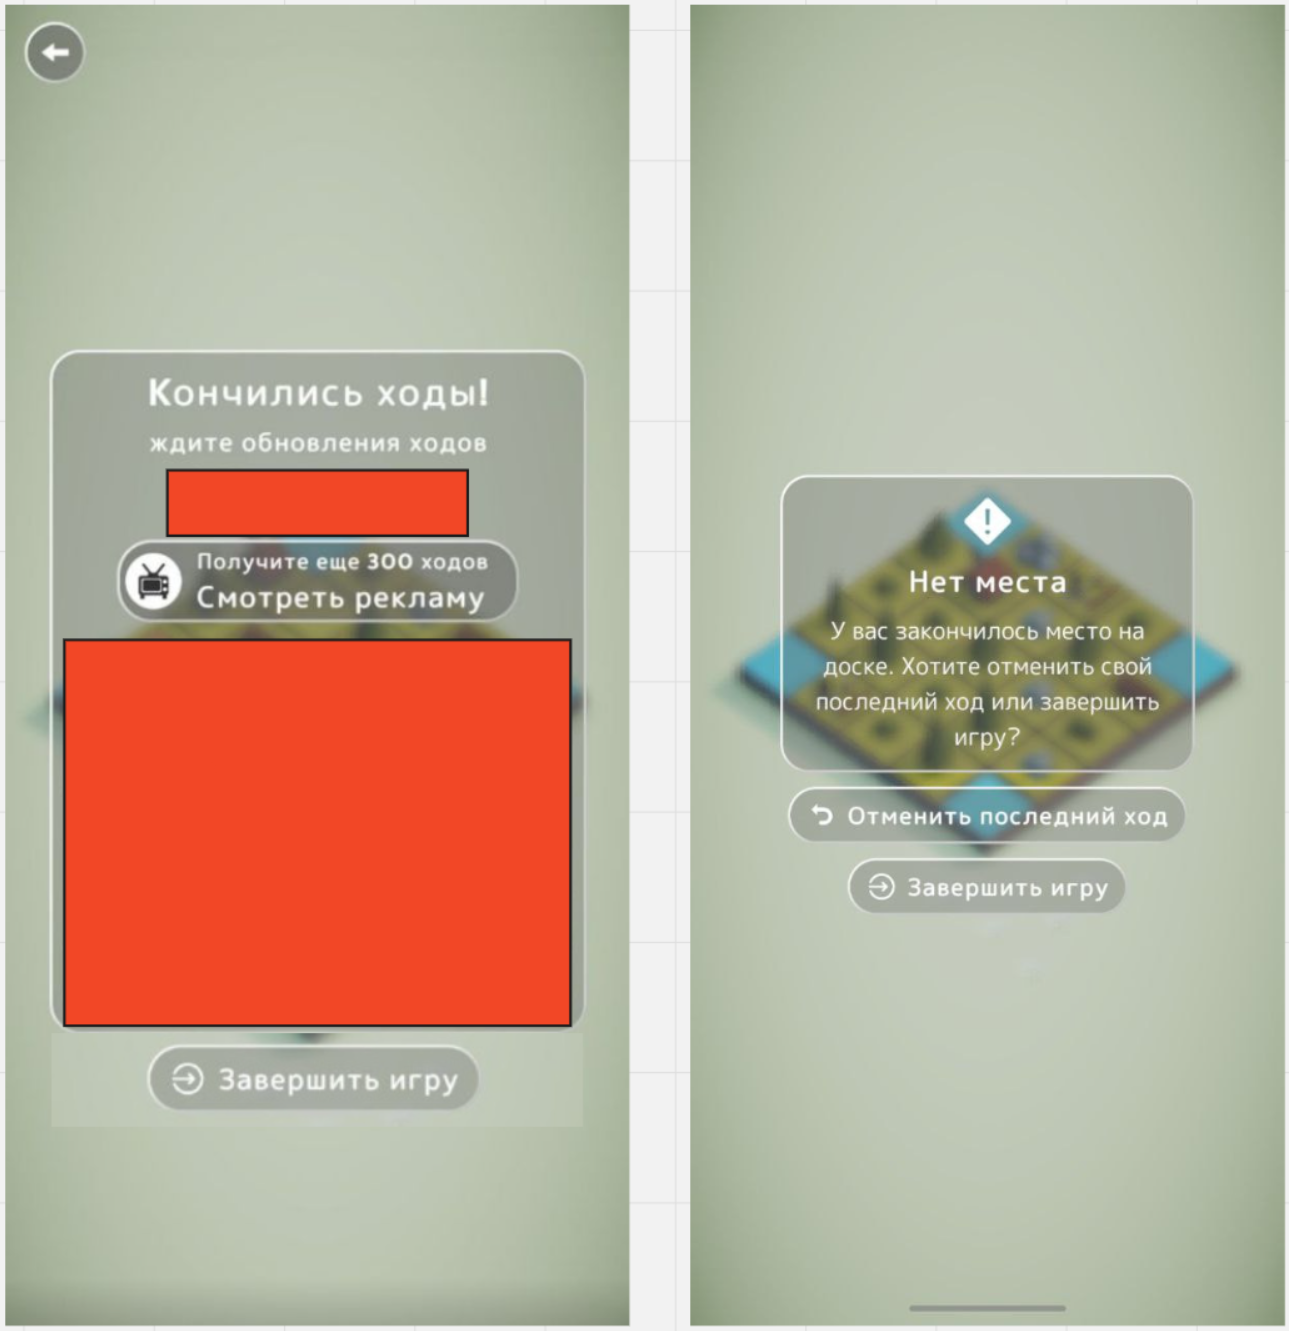 Кончились ходы!
ждите обновления ходов
Получите еще 300 ходов
Смотреть рекламу
Завершить игру
Нет места
У вас закончилось место на
доске. Хотите отменить свой
последний ход или завершить
игру?
Отменить последний ход
Завершить игру